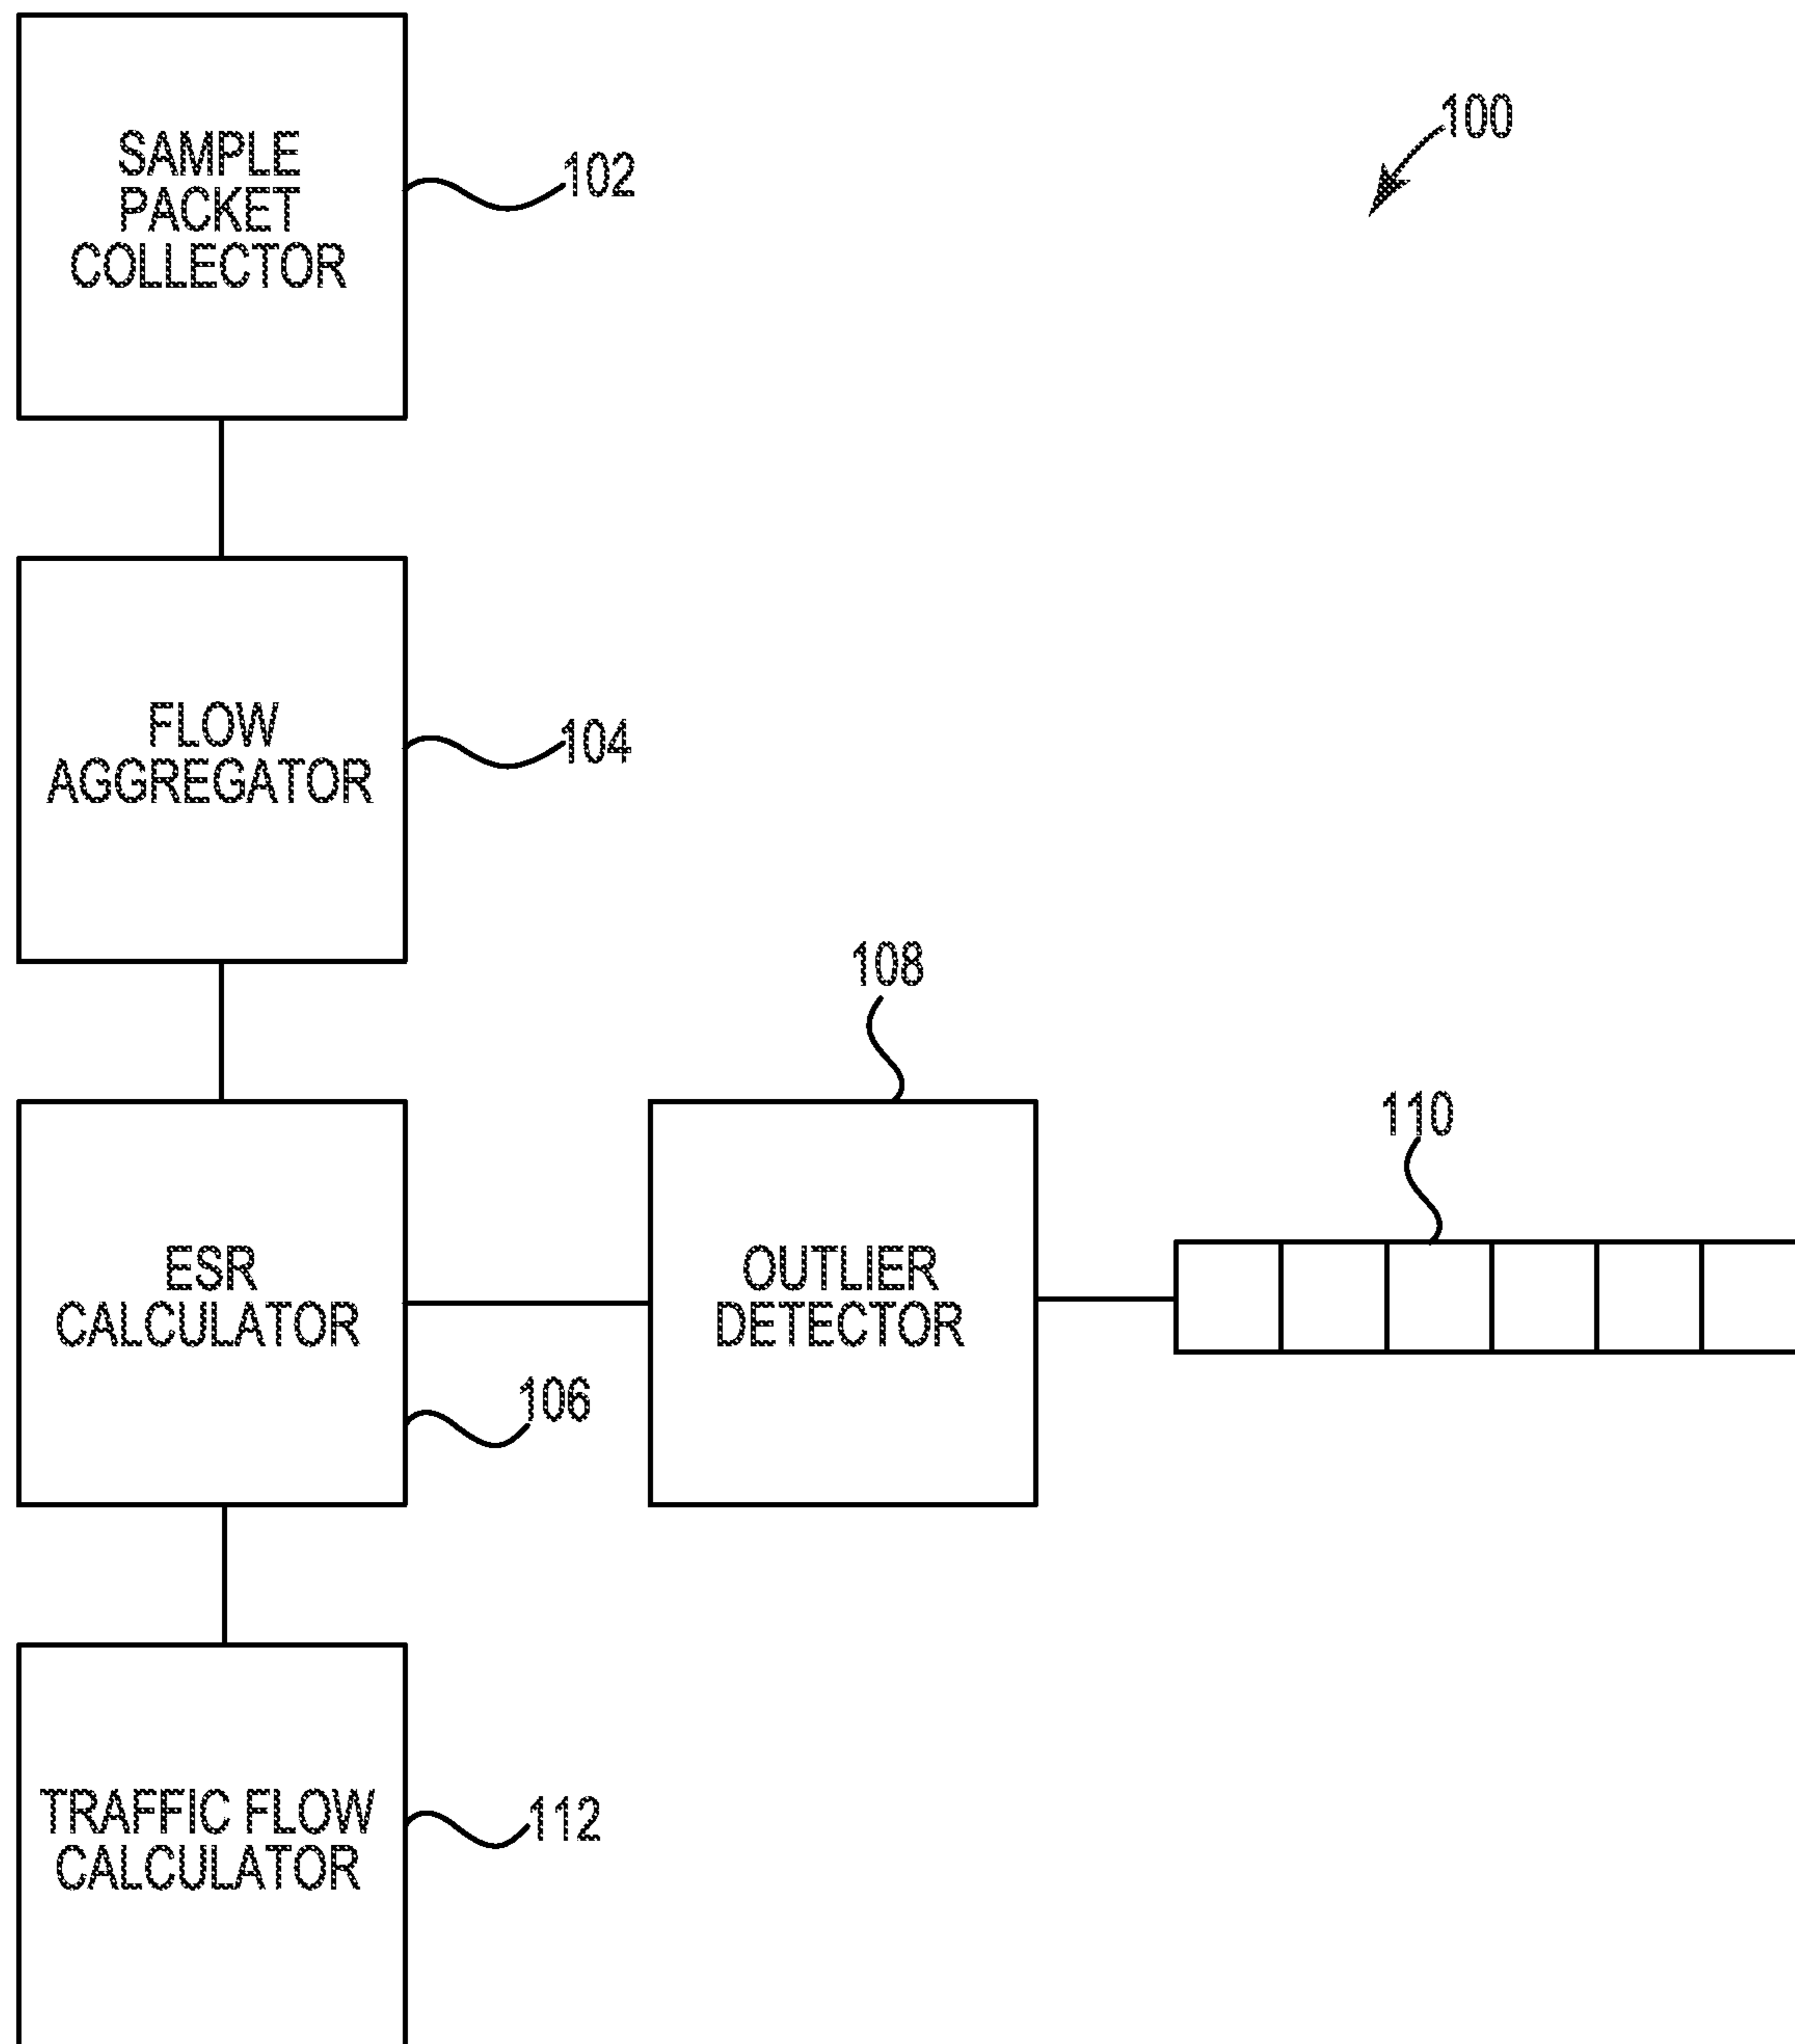 100
SAMPLE
PACKET
COLLECTOR
102
FLOW
AGGREGATOR
104
108
110
ESR
CALCULATOR
OUTLIER
DETECTOR
106
TRAFFIC FLOW
CALCULATOR
112